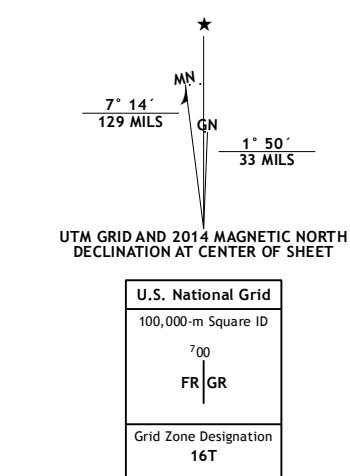 ★
MN
7° 14´
129 MILS
GN
1° 50´
33 MILS
UTM GRID AND 2014 MAGNETIC NORTH
DECLINATION AT CENTER OF SHEET
U.S. National Grid
100,000-m Square ID
⁷00
FR GR
Grid Zone Designation
16T